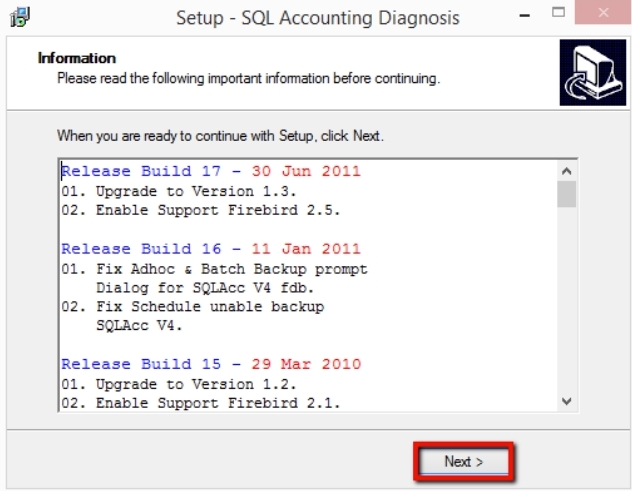 Setup - SQL Accounting Diagnosis
Information
Please read the following important information before continuing.
When you are ready to continue with Setup, click Next.
Release Build 17 - 30 Jun 2011
01. Upgrade to Version 1.3.
02. Enable Support Firebird 2.5.
Release Build 16 - 11 Jan 2011
01. Fix Adhoc & Batch Backup prompt
Dialog for SQLAcc V4 fdb.
02. Fix Schedule unable backup
SQLAcc V4.
Release Build 15 - 29 Mar 2010
01. Upgrade to Version 1.2.
02. Enable Support Firebird 2.1.
Next >